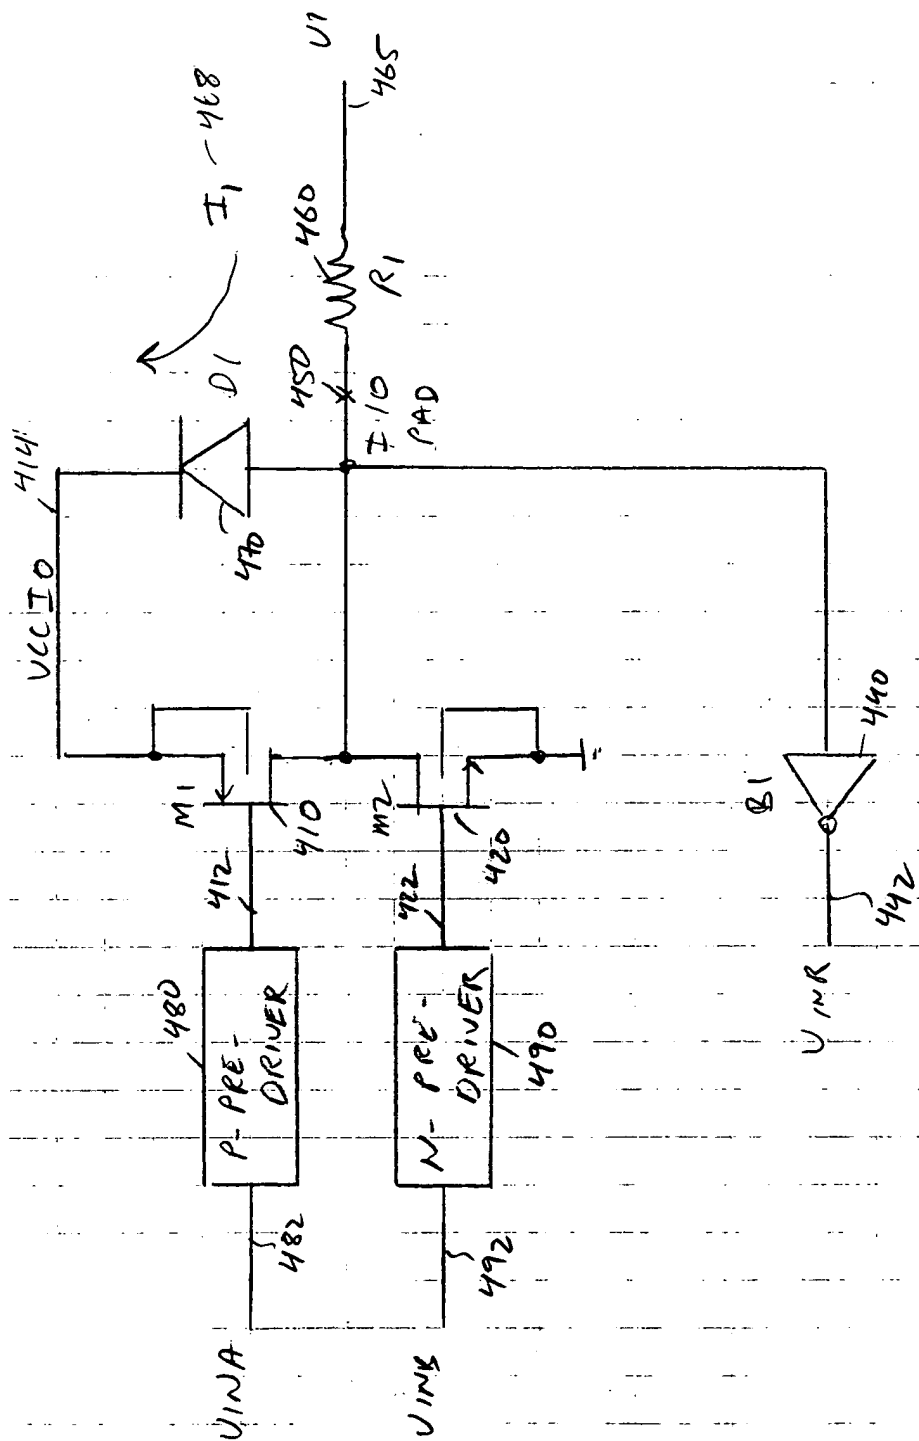 VCCIO
414
I1 - 468
D1
470
M1
410
412
480
P-PRE-
DRIVER
482
VINA
V1
465
460
R1
450
I/O
PAD
M2
420
422
N-PRE-
DRIVER
490
492
VINB
B1
440
442
VINR